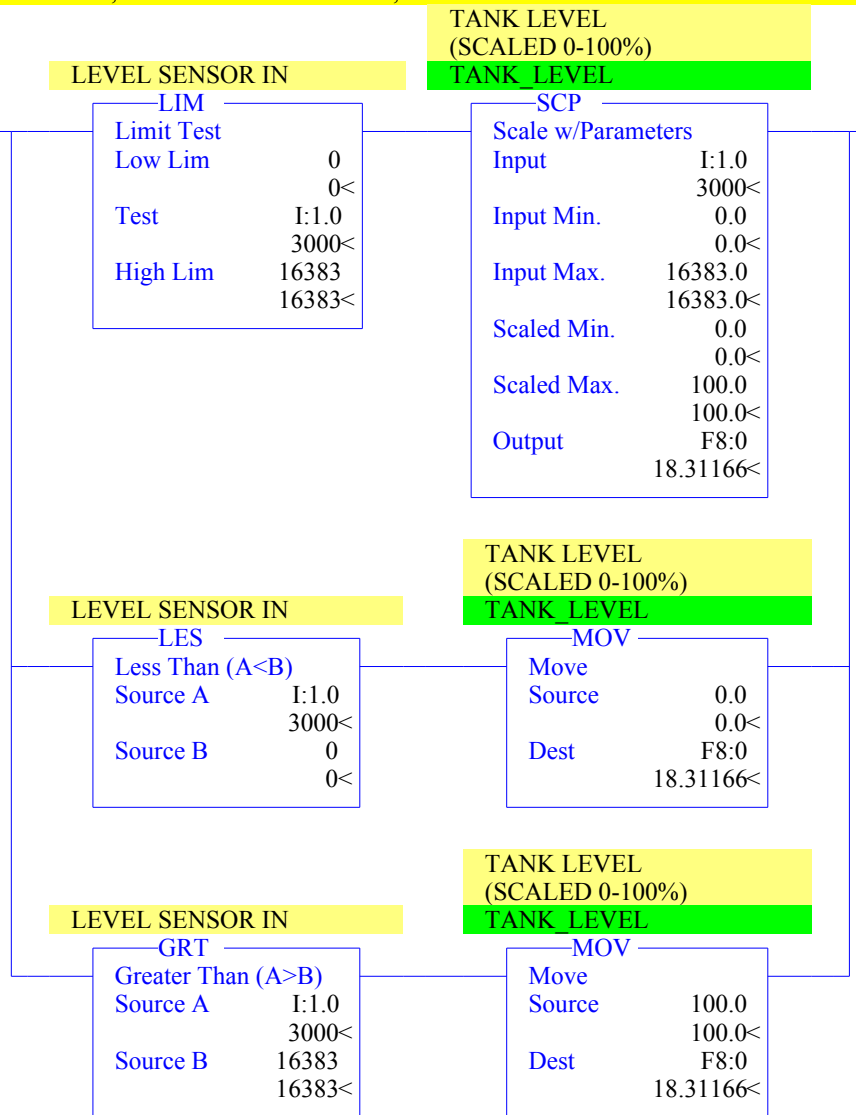 TANK LEVEL
(SCALED 0-100%)
LEVEL SENSOR IN TANK_LEVEL
LIM
Limit Test
Low Lim 0
0<
Test I:1.0
3000<
High Lim 16383
16383<
SCP
Scale w/Parameters
Input I:1.0
3000<
Input Min. 0.0
0.0<
Input Max. 16383.0
16383.0<
Scaled Min. 0.0
0.0<
Scaled Max. 100.0
100.0<
Output F8:0
18.31166<
TANK LEVEL
(SCALED 0-100%)
LEVEL SENSOR IN TANK_LEVEL
LES
Less Than (A<B)
Source A I:1.0
3000<
Source B 0
0<
MOV
Move
Source 0.0
0.0<
Dest F8:0
18.31166<
TANK LEVEL
(SCALED 0-100%)
LEVEL SENSOR IN TANK_LEVEL
GRT
Greater Than (A>B)
Source A I:1.0
3000<
Source B 16383
16383<
MOV
Move
Source 100.0
100.0<
Dest F8:0
18.31166<